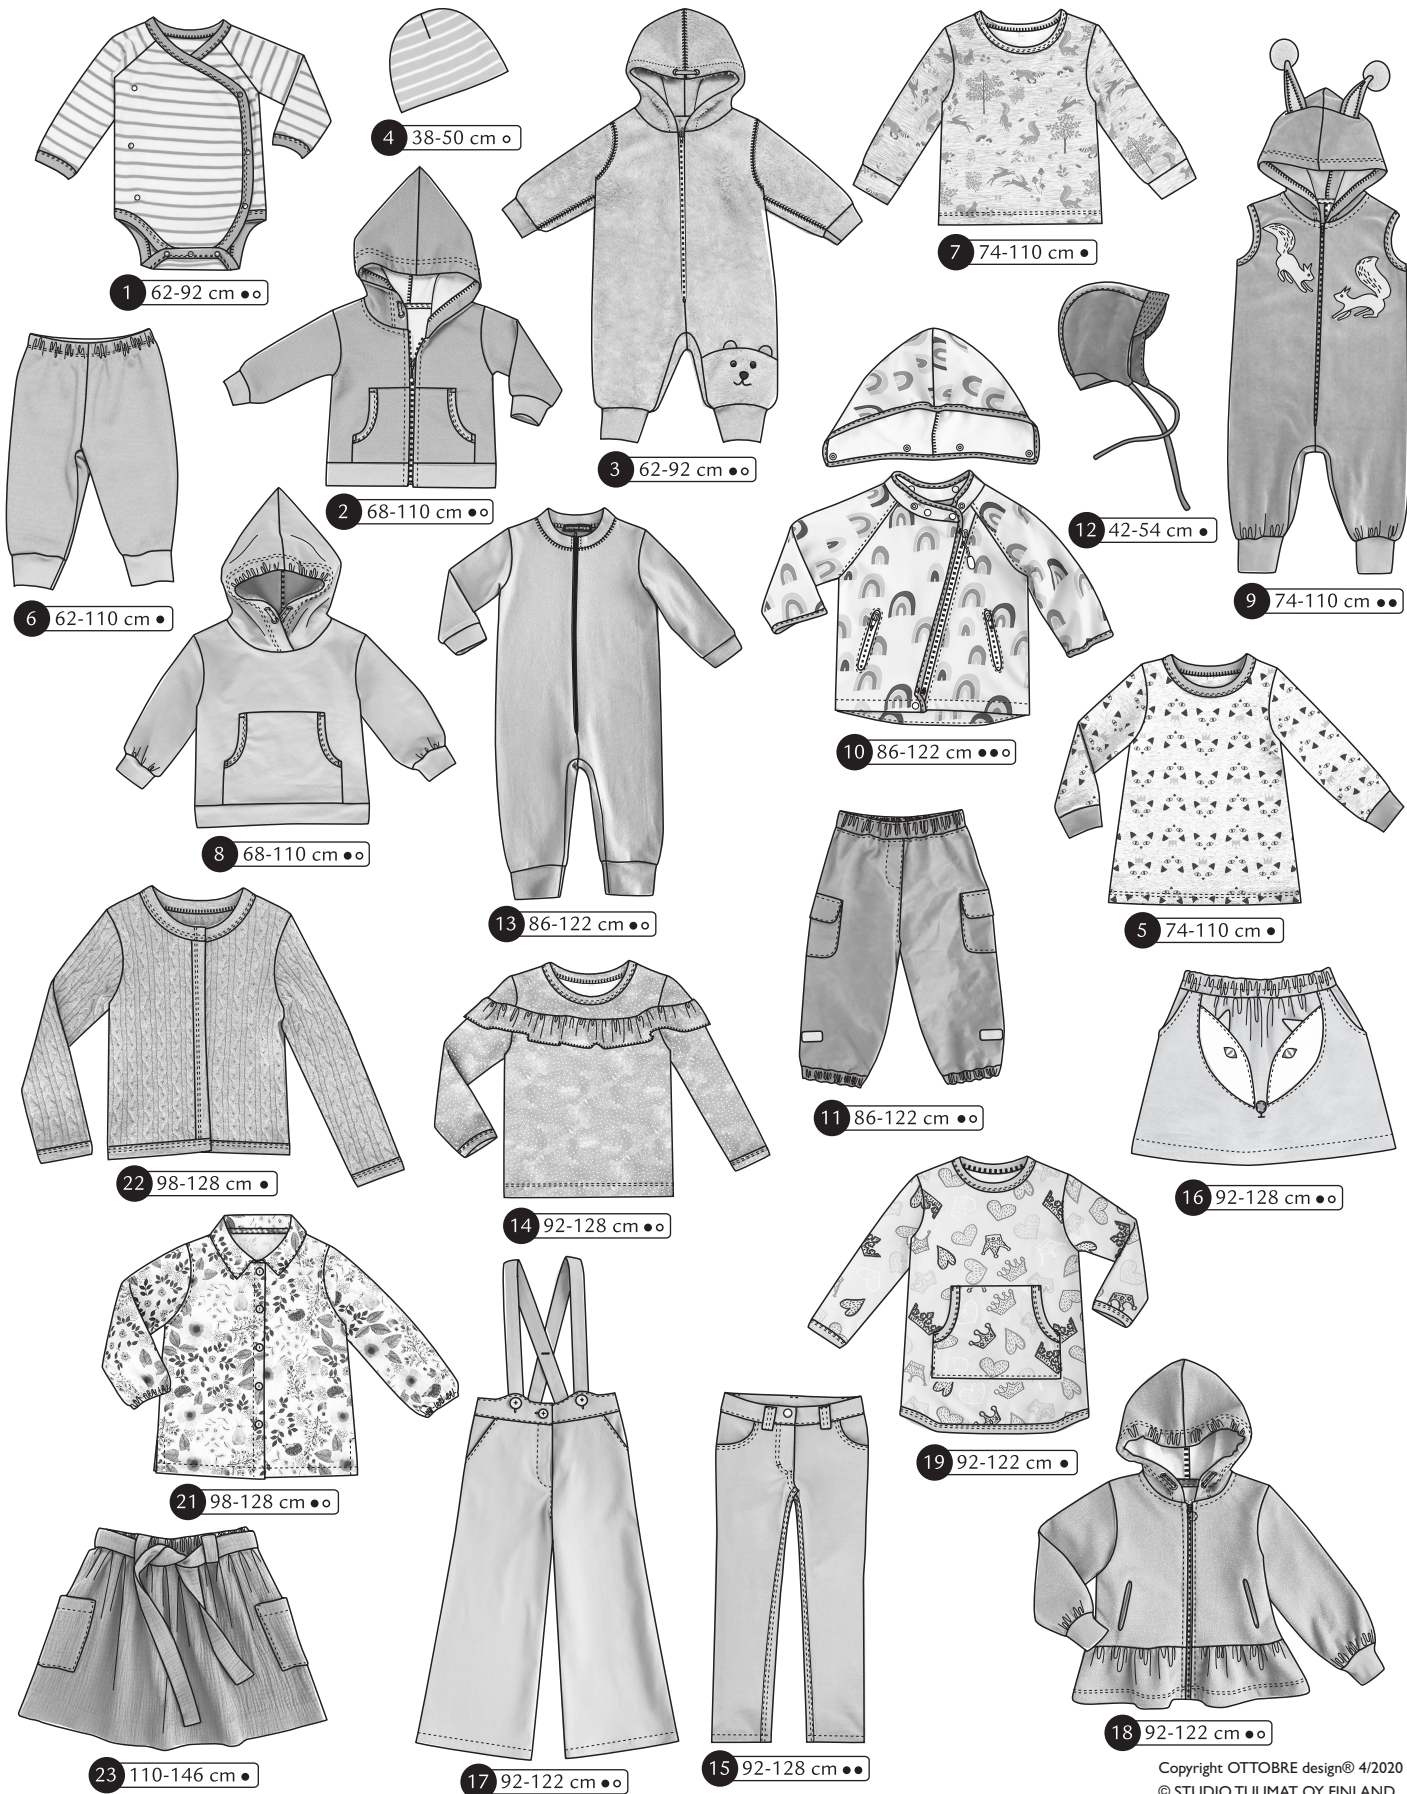 4 38-50 cm ○
7 74-110 cm ●
1 62-92 cm ●○
3 62-92 cm ●○
2 68-110 cm ●○
12 42-54 cm ●
9 74-110 cm ●●
6 62-110 cm ●
10 86-122 cm ●●○
8 68-110 cm ●○
13 86-122 cm ●○
5 74-110 cm ●
11 86-122 cm ●○
22 98-128 cm ●
16 92-128 cm ●○
14 92-128 cm ●○
19 92-122 cm ●
21 98-128 cm ●○
18 92-122 cm ●○
23 110-146 cm ●
17 92-122 cm ●○
15 92-128 cm ●●
Copyright OTTOBRE design® 4/2020
© STUDIO TUUMAT OY, FINLAND